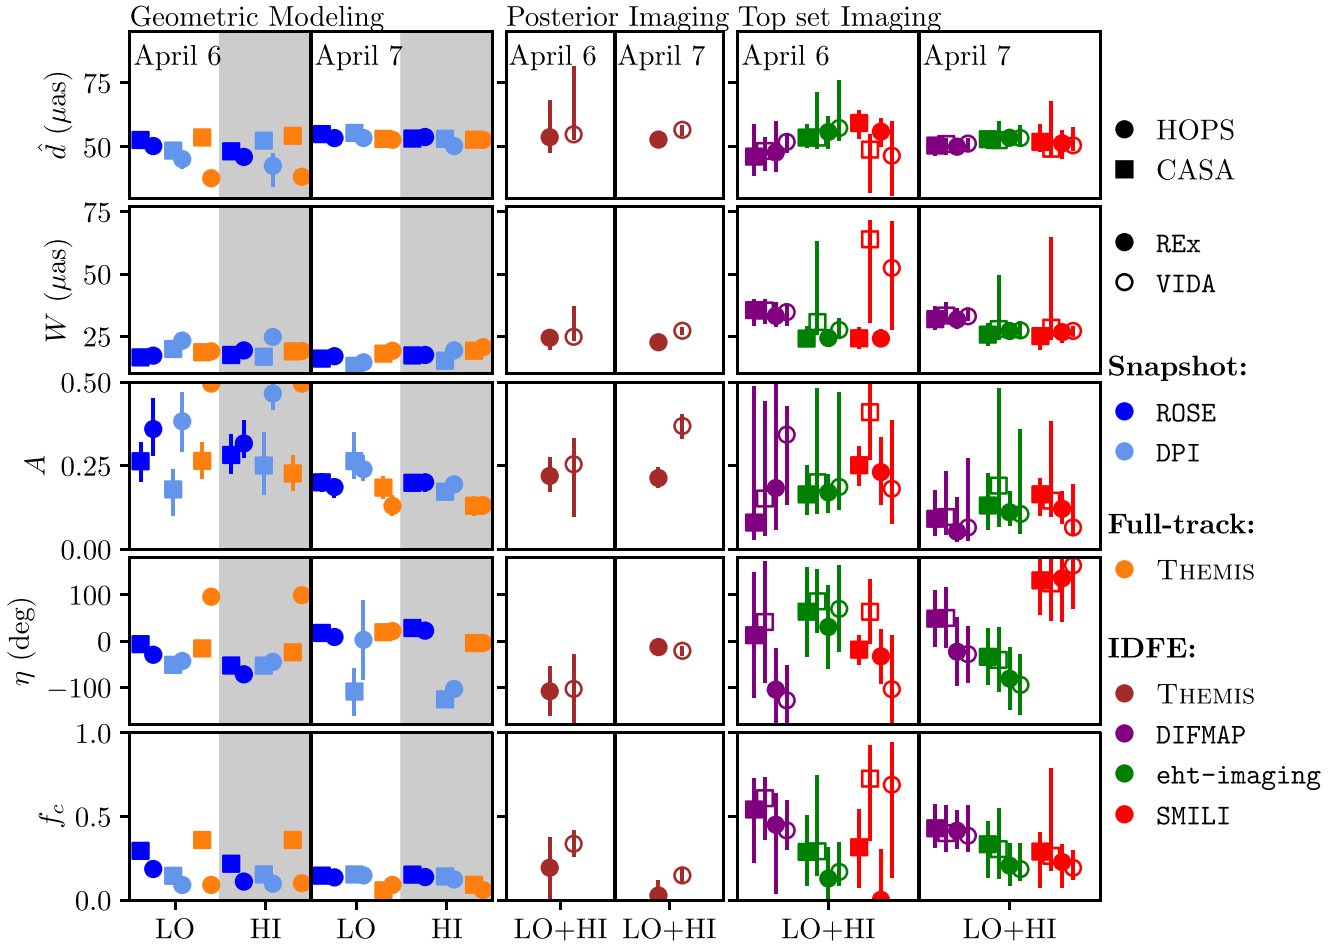 Geometric Modeling
Posterior Imaging
Top set Imaging
April 6
April 7
April 6
April 7
April 6
April 7
d̂ (μas)
75
50
W (μas)
75
50
25
A
0.50
0.25
0.00
η (deg)
100
0
−100
f_c
1.0
0.5
0.0
LO
HI
LO
HI
LO+HI
LO+HI
LO+HI
LO+HI
HOPS
CASA
REx
VIDA
Snapshot:
ROSE
DPI
Full-track:
THEMIS
IDFE:
THEMIS
DIFMAP
eht-imaging
SMILI